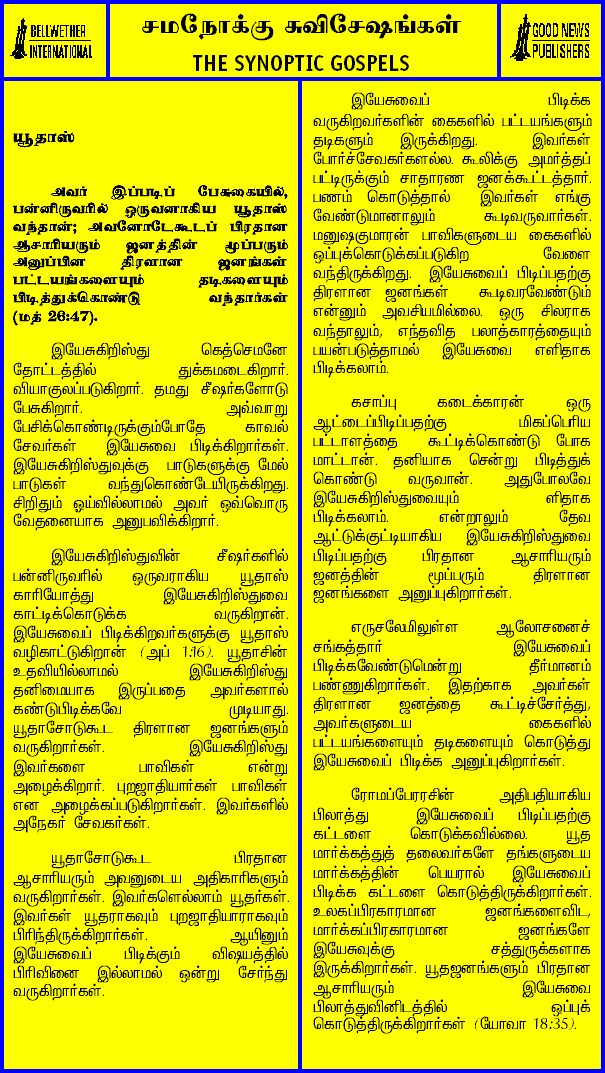 BELLWETHER
INTERNATIONAL
சமநோக்கு சுவிசேஷங்கள்
THE SYNOPTIC GOSPELS
GOOD NEWS
PUBLISHERS
யூதாஸ்
அவர் இப்படிப் பேசுகையில்,
பன்னிருவரில் ஒருவனாகிய யூதாஸ்
வந்தான்; அவனோடேகூடப் பிரதான
ஆசாரியரும் ஜனத்தின் மூப்பரும்
அனுப்பின திரளான ஜனங்கள்
பட்டயங்களையும் தடிகளையும்
பிடித்துக்கொண்டு வந்தார்கள்
(மத் 26:47).
இயேசுகிறிஸ்து கெத்செமனே
தோட்டத்தில் துக்கமடைகிறார்.
வியாகுலப்படுகிறார். தமது சீஷர்களோடு
பேசுகிறார். அவ்வாறு
பேசிக்கொண்டிருக்கும்போதே காவல்
சேவர்கள் இயேசுவை பிடிக்கிறார்கள்.
இயேசுகிறிஸ்துவுக்கு பாடுகளுக்கு மேல்
பாடுகள் வந்துகொண்டேயிருக்கிறது.
சிறிதும் ஓய்வில்லாமல் அவர் ஒவ்வொரு
வேதனையாக அனுபவிக்கிறார்.
இயேசுகிறிஸ்துவின் சீஷர்களில்
பன்னிருவரில் ஒருவராகிய யூதாஸ்
காரியோத்து இயேசுகிறிஸ்துவை
காட்டிக்கொடுக்க வருகிறான்.
இயேசுவைப் பிடிக்கிறவர்களுக்கு யூதாஸ்
வழிகாட்டுகிறான் (அப் 1:16). யூதாசின்
உதவியில்லாமல் இயேசுகிறிஸ்து
தனிமையாக இருப்பதை அவர்களால்
கண்டுபிடிக்கவே முடியாது.
யூதாசோடுகூட திரளான ஜனங்களும்
வருகிறார்கள். இயேசுகிறிஸ்து
இவர்களை பாவிகள் என்று
அழைக்கிறார். புறஜாதியார்கள் பாவிகள்
என அழைக்கப்படுகிறார்கள். இவர்களில்
அநேகர் சேவகர்கள்.
யூதாசோடுகூட பிரதான
ஆசாரியரும் அவனுடைய அதிகாரிகளும்
வருகிறார்கள். இவர்களெல்லாம் யூதர்கள்.
இவர்கள் யூதராகவும் புறஜாதியாராகவும்
பிரிந்திருக்கிறார்கள். ஆயினும்
இயேசுவைப் பிடிக்கும் விஷயத்தில்
பிரிவினை இல்லாமல் ஒன்று சேர்ந்து
வருகிறார்கள்.
இயேசுவைப் பிடிக்க
வருகிறவர்களின் கைகளில் பட்டயங்களும்
தடிகளும் இருக்கிறது. இவர்கள்
போர்ச்சேவகர்களல்ல. கூலிக்கு அமர்த்தப்
பட்டிருக்கும் சாதாரண ஜனக்கூட்டத்தார்.
பணம் கொடுத்தால் இவர்கள் எங்கு
வேண்டுமானாலும் கூடிவருவார்கள்.
மனுஷகுமாரன் பாவிகளுடைய கைகளில்
ஒப்புக்கொடுக்கப்படுகிற வேளை
வந்திருக்கிறது. இயேசுவைப் பிடிப்பதற்கு
திரளான ஜனங்கள் கூடிவரவேண்டும்
என்னும் அவசியமில்லை. ஒரு சிலராக
வந்தாலும், எந்தவித பலாத்காரத்தையும்
பயன்படுத்தாமல் இயேசுவை எளிதாக
பிடிக்கலாம்.
கசாப்பு கடைக்காரன் ஒரு
ஆட்டைப்பிடிப்பதற்கு மிகப்பெரிய
பட்டாளத்தை கூட்டிக்கொண்டு போக
மாட்டான். தனியாக சென்று பிடித்துக்
கொண்டு வருவான். அதுபோலவே
இயேசுகிறிஸ்துவையும் ளிதாக
பிடிக்கலாம். என்றாலும் தேவ
ஆட்டுக்குட்டியாகிய இயேசுகிறிஸ்துவை
பிடிப்பதற்கு பிரதான ஆசாரியரும்
ஜனத்தின் மூப்பரும் திரளான
ஜனங்களை அனுப்புகிறார்கள்.
எருசலேமிலுள்ள ஆலோசனைச்
சங்கத்தார் இயேசுவைப்
பிடிக்கவேண்டுமென்று தீர்மானம்
பண்ணுகிறார்கள். இதற்காக அவர்கள்
திரளான ஜனத்தை கூட்டிச்சேர்த்து,
அவர்களுடைய கைகளில்
பட்டயங்களையும் தடிகளையும் கொடுத்து
இயேசுவைப் பிடிக்க அனுப்புகிறார்கள்.
ரோமப்பேரரசின் அதிபதியாகிய
பிலாத்து இயேசுவைப் பிடிப்பதற்கு
கட்டளை கொடுக்கவில்லை. யூத
மார்க்கத்துத் தலைவர்களே தங்களுடைய
மார்க்கத்தின் பெயரால் இயேசுவைப்
பிடிக்க கட்டளை கொடுத்திருக்கிறார்கள்.
உலகப்பிரகாரமான ஜனங்களைவிட,
மார்க்கப்பிரகாரமான ஜனங்களே
இயேசுவுக்கு சத்துருக்களாக
இருக்கிறார்கள். யூதஜனங்களும் பிரதான
ஆசாரியரும் இயேசுவை
பிலாத்துவினிடத்தில் ஒப்புக்
கொடுத்திருக்கிறார்கள் (யோவா 18:35).